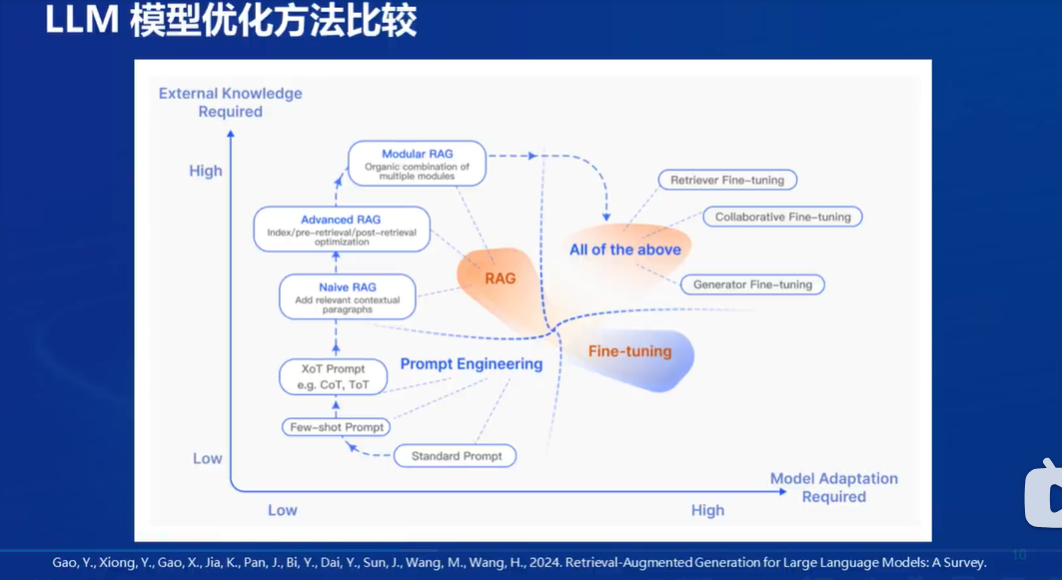 LLM 模型优化方法比较
External Knowledge
Required
High
Modular RAG
Organic combination of
multiple modules
Retriever Fine-tuning
Advanced RAG
Index/pre-retrieval/post-retrieval
optimization
Collaborative Fine-tuning
All of the above
RAG
Naive RAG
Add relevant contextual
paragraphs
Generator Fine-tuning
Fine-tuning
Prompt Engineering
XoT Prompt
e.g. CoT, ToT
Few-shot Prompt
Standard Prompt
Low
Model Adaptation
Required
Low
High
10
Gao, Y., Xiong, Y., Gao, X., Jia, K., Pan, J., Bi, Y., Dai, Y., Sun, J., Wang, M., Wang, H., 2024. Retrieval-Augmented Generation for Large Language Models: A Survey.